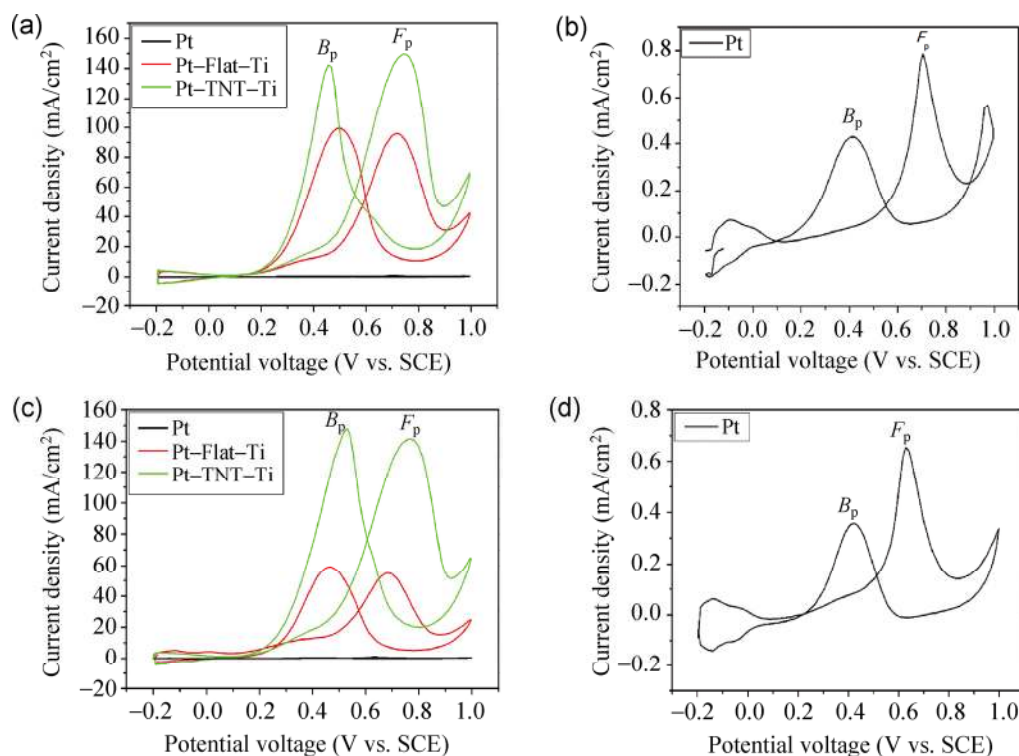 (a)
160
140
120
100
80
60
40
20
0
−20
Current density (mA/cm²)
Pt
Pt–Flat–Ti
Pt–TNT–Ti
Bp
Fp
−0.2 0.0 0.2 0.4 0.6 0.8 1.0
Potential voltage (V vs. SCE)
(b)
0.8
0.6
0.4
0.2
0.0
−0.2
Current density (mA/cm²)
Pt
Bp
Fp
−0.2 0.0 0.2 0.4 0.6 0.8 1.0
Potential voltage (V vs. SCE)
(c)
160
140
120
100
80
60
40
20
0
−20
Current density (mA/cm²)
Pt
Pt–Flat–Ti
Pt–TNT–Ti
Bp
Fp
−0.2 0.0 0.2 0.4 0.6 0.8 1.0
Potential voltage (V vs. SCE)
(d)
0.8
0.6
0.4
0.2
0.0
−0.2
Current density (mA/cm²)
Pt
Bp
Fp
−0.2 0.0 0.2 0.4 0.6 0.8 1.0
Potential voltage (V vs. SCE)